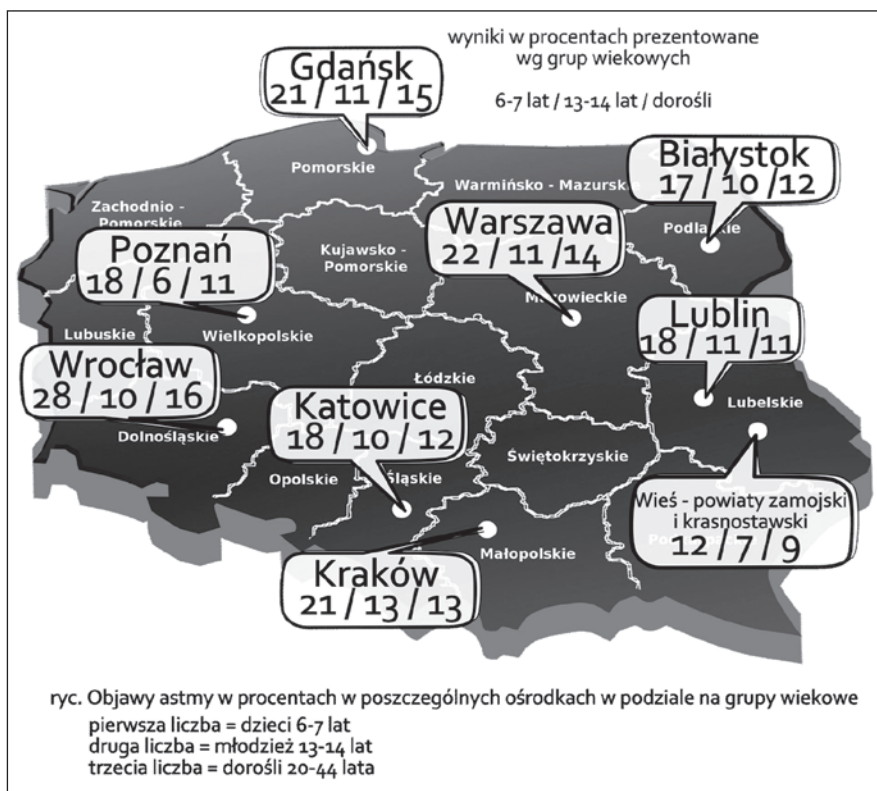 wyniki w procentach prezentowane
wg grup wiekowych
6-7 lat / 13-14 lat / dorośli
Gdańsk
21 / 11 / 15
Pomorskie
Białystok
17 / 10 /12
Warmińsko - Mazurskie
Zachodnio -
Pomorskie
Warszawa
22 / 11 /14
Poznań
18 / 6 / 11
Kujawsko -
Pomorskie
Lublin
18 / 11 /11
Lubuskie
Wielkopolskie
Wrocław
28 / 10 / 16
Łódzkie
Katowice
18 / 10 / 12
Lubelskie
Dolnośląskie
Opolskie
Świętokrzyskie
Wieś - powiaty zamojski
i krasnostawski
12 / 7 / 9
Małopolskie
Kraków
21 / 13 / 13
ryc. Objawy astmy w procentach w poszczególnych ośrodkach w podziale na grupy wiekowe
pierwsza liczba = dzieci 6-7 lat
druga liczba = młodzież 13-14 lat
trzecia liczba = dorośli 20-44 lata